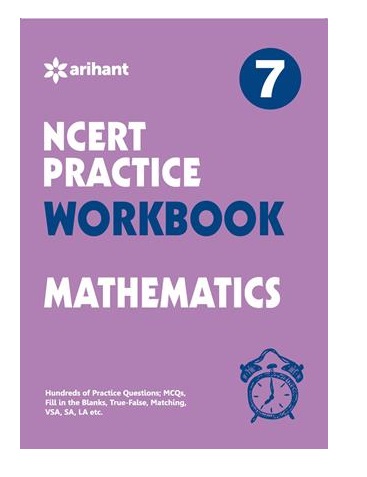 arihant
7
NCERT
PRACTICE
WORKBOOK
MATHEMATICS
Hundreds of Practice Questions; MCQs,
Fill in the Blanks, True-False, Matching,
VSA, SA, LA etc.